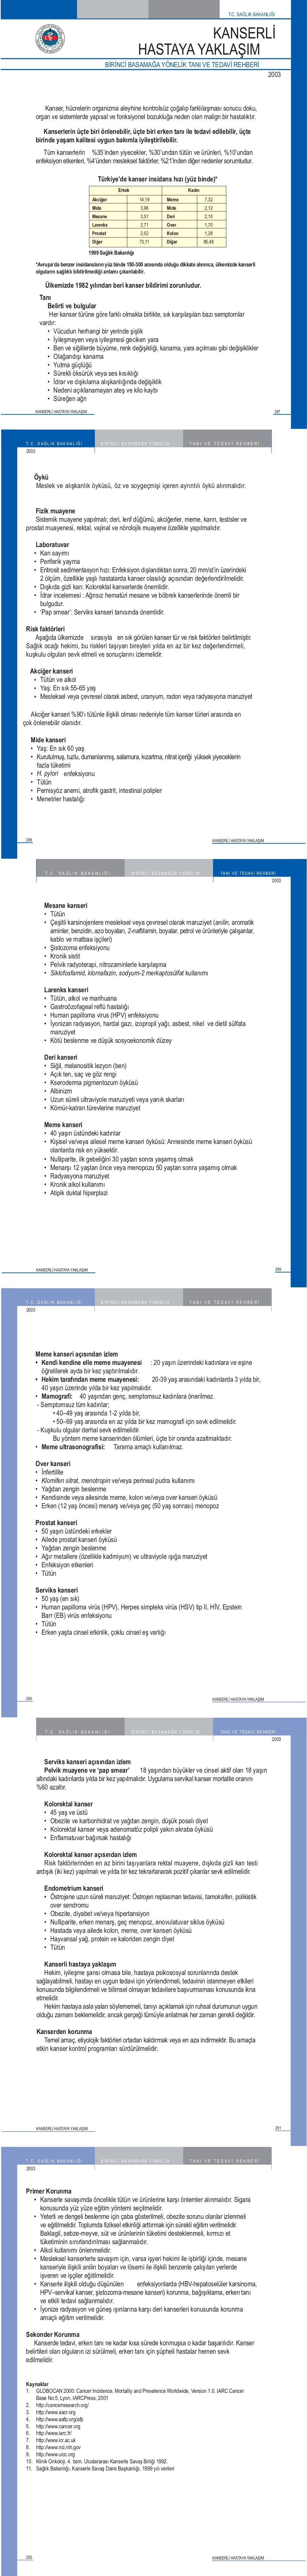 T.C. SAĞLIK BAKANLIĞI
KANSERLİ
HASTAYA YAKLAŞIM
BİRİNCİ BASAMAĞA YÖNELİK TANI VE TEDAVİ REHBERİ
2003
Kanser, hücrelerin organizma aleyhine kontrolsüz çoğalıp farklılaşması sonucu doku,
organ ve sistemlerde yapısal ve fonksiyonel bozukluğa neden olan malign bir hastalıktır.
Kanserlerin üçte biri önlenebilir, üçte biri erken tanı ile tedavi edilebilir, üçte
birinde yaşam kalitesi uygun bakımla iyileştirilebilir.
Tüm kanserlerin %35'inden yiyecekler, %30'undan tütün ve ürünleri, %10'undan
enfeksiyon etkenleri, %4'ünden mesleksel faktörler, %21'inden diğer nedenler sorumludur.
Türkiye'de kanser insidans hızı (yüz binde)*
Erkek Kadın
Akciğer 14,19 Meme 7,32
Mide 3,96 Mide 2,12
Mesane 3,51 Deri 2,10
Larenks 2,71 Over 1,70
Prostat 2,52 Kolon 1,28
Diğer 73,11 Diğer 85,48
1999 Sağlık Bakanlığı
*Avrupa'da benzer insidansların yüz binde 150-300 arasında olduğu dikkate alınınca, ülkemizde kanserli
olguların sağlıklı bildirilmediği anlamı çıkarılabilir.
Ülkemizde 1982 yılından beri kanser bildirimi zorunludur.
Tanı
Belirti ve bulgular
Her kanser türüne göre farklı olmakla birlikte, sık karşılaşılan bazı semptomlar
vardır:
• Vücudun herhangi bir yerinde şişlik
• İyileşmeyen veya iyileşmesi geciken yara
• Ben ve siğillerde büyüme, renk değişikliği, kanama, yara açılması gibi değişiklikler
• Olağandışı kanama
• Yutma güçlüğü
• Sürekli öksürük veya ses kısıklığı
• İdrar ve dışkılama alışkanlığında değişiklik
• Nedeni açıklanamayan ateş ve kilo kaybı
• Süreğen ağrı
KANSERLİ HASTAYA YAKLAŞIM 287
T.C. SAĞLIK BAKANLIĞI BİRİNCİ BASAMAĞA YÖNELİK TANI VE TEDAVİ REHBERİ
2003
Öykü
Meslek ve alışkanlık öyküsü, öz ve soygeçmişi içeren ayrıntılı öykü alınmalıdır.
Fizik muayene
Sistemik muayene yapılmalı; deri, lenf düğümü, akciğerler, meme, karın, testisler ve
prostat muayenesi, rektal, vajinal ve nörolojik muayene özellikle yapılmalıdır.
Laboratuvar
• Kan sayımı
• Periferik yayma
• Eritrosit sedimentasyon hızı: Enfeksiyon dışlandıktan sonra, 20 mm/st'in üzerindeki
2 ölçüm, özellikle yaşlı hastalarda kanser olasılığı açısından değerlendirilmelidir.
• Dışkıda gizli kan: Kolorektal kanserlerde önemlidir.
• İdrar incelemesi : Ağrısız hematüri mesane ve böbrek kanserlerinde önemli bir
bulgudur.
• 'Pap smear': Serviks kanseri tanısında önemlidir.
Risk faktörleri
Aşağıda ülkemizde sırasıyla en sık görülen kanser tür ve risk faktörleri belirtilmiştir.
Sağlık ocağı hekimi, bu riskleri taşıyan bireyleri yılda en az bir kez değerlendirmeli,
kuşkulu olguları sevk etmeli ve sonuçlarını izlemelidir.
Akciğer kanseri
• Tütün ve alkol
• Yaş: En sık 55-65 yaş
• Mesleksel veya çevresel olarak asbest, uranyum, radon veya radyasyona maruziyet
Akciğer kanseri %90'ı tütünle ilişkili olması nedeniyle tüm kanser türleri arasında en
çok önlenebilir olanıdır.
Mide kanseri
• Yaş: En sık 60 yaş
• Kurutulmuş, tuzlu, dumanlanmış, salamura, kızartma, nitrat içeriği yüksek yiyeceklerin
fazla tüketimi
• H. pylori enfeksiyonu
• Tütün
• Pernisyöz anemi, atrofik gastrit, intestinal polipler
• Menetrier hastalığı
288 KANSERLİ HASTAYA YAKLAŞIM
T.C. SAĞLIK BAKANLIĞI BİRİNCİ BASAMAĞA YÖNELİK TANI VE TEDAVİ REHBERİ
2003
Mesane kanseri
• Tütün
• Çeşitli karsinojenlere mesleksel veya çevresel olarak maruziyet (anilin, aromatik
aminler, benzidin, azo boyaları, 2-naftilamin, boyalar, petrol ve ürünleriyle çalışanlar,
kablo ve matbaa işçileri)
• Şistozoma enfeksiyonu
• Kronik sistit
• Pelvik radyoterapi, nitrozaminlerle karşılaşma
• Siklofosfamid, klornafazin, sodyum-2 merkaptosülfat kullanımı
Larenks kanseri
• Tütün, alkol ve marihuana
• Gastroözofageal reflü hastalığı
• Human papilloma virus (HPV) enfeksiyonu
• İyonizan radyasyon, hardal gazı, izopropil yağı, asbest, nikel ve dietil sülfata
maruziyet
• Kötü beslenme ve düşük sosyoekonomik düzey
Deri kanseri
• Siğil, melanositik lezyon (ben)
• Açık ten, saç ve göz rengi
• Kseroderma pigmentozum öyküsü
• Albinizm
• Uzun süreli ultraviyole maruziyeti veya yanık skarları
• Kömür-katran türevlerine maruziyet
Meme kanseri
• 40 yaşın üstündeki kadınlar
• Kişisel ve/veya ailesel meme kanseri öyküsü: Annesinde meme kanseri öyküsü
olanlarda risk en yüksektir.
• Nulliparite, ilk gebeliğini 30 yaştan sonra yaşamış olmak
• Menarşı 12 yaştan önce veya menopozu 50 yaştan sonra yaşamış olmak
• Radyasyona maruziyet
• Kronik alkol kullanımı
• Atipik duktal hiperplazi
KANSERLİ HASTAYA YAKLAŞIM 289
T.C. SAĞLIK BAKANLIĞI BİRİNCİ BASAMAĞA YÖNELİK TANI VE TEDAVİ REHBERİ
2003
Meme kanseri açısından izlem
• Kendi kendine elle meme muayenesi : 20 yaşın üzerindeki kadınlara ve eşine
öğretilerek ayda bir kez yaptırılmalıdır.
• Hekim tarafından meme muayenesi: 20-39 yaş arasındaki kadınlarda 3 yılda bir,
40 yaşın üzerinde yılda bir kez yapılmalıdır.
• Mamografi: 40 yaşından genç, semptomsuz kadınlara önerilmez.
- Semptomsuz tüm kadınlar;
• 40–49 yaş arasında 1-2 yılda bir,
• 50–69 yaş arasında en az yılda bir kez mamografi için sevk edilmelidir.
- Kuşkulu olgular derhal sevk edilmelidir.
Bu yöntem meme kanserinden ölümleri, üçte bir oranda azaltmaktadır.
• Meme ultrasonografisi: Tarama amaçlı kullanılmaz.
Over kanseri
• İnfertilite
• Klomifen sitrat, menotropin ve/veya perineal pudra kullanımı
• Yağdan zengin beslenme
• Kendisinde veya ailesinde meme, kolon ve/veya over kanseri öyküsü
• Erken (12 yaş öncesi) menarş ve/veya geç (50 yaş sonrası) menopoz
Prostat kanseri
• 50 yaşın üstündeki erkekler
• Ailede prostat kanseri öyküsü
• Yağdan zengin beslenme
• Ağır metallere (özellikle kadmiyum) ve ultraviyole ışığa maruziyet
• Enfeksiyon etkenleri
• Tütün
Serviks kanseri
• 50 yaş (en sık)
• Human papilloma virüs (HPV), Herpes simpleks virüs (HSV) tip II, HIV, Epstein
Barr (EB) virüs enfeksiyonu
• Tütün
• Erken yaşta cinsel etkinlik, çoklu cinsel eş varlığı
290 KANSERLİ HASTAYA YAKLAŞIM
T.C. SAĞLIK BAKANLIĞI BİRİNCİ BASAMAĞA YÖNELİK TANI VE TEDAVİ REHBERİ
2003
Serviks kanseri açısından izlem
Pelvik muayene ve 'pap smear' 18 yaşından büyükler ve cinsel aktif olan 18 yaşın
altındaki kadınlarda yılda bir kez yapılmalıdır. Uygulama servikal kanser mortalite oranını
%60 azaltır.
Kolorektal kanser
• 45 yaş ve üstü
• Obezite ve karbonhidrat ve yağdan zengin, düşük posalı diyet
• Kolorektal kanser veya adenomatöz polipli yakın akraba öyküsü
• Enflamatuvar bağırsak hastalığı
Kolorektal kanser açısından izlem
Risk faktörlerinden en az birini taşıyanlara rektal muayene, dışkıda gizli kan testi
ardışık (iki kez) yapılmalı ve yılda bir kez tekrarlanarak pozitif çıkanlar sevk edilmelidir.
Endometrium kanseri
• Östrojene uzun süreli maruziyet: Östrojen replasman tedavisi, tamoksifen, polikistik
over sendromu
• Obezite, diyabet ve/veya hipertansiyon
• Nulliparite, erken menarş, geç menopoz, anovulatuvar siklus öyküsü
• Hastada veya ailede kolon, meme, over kanseri öyküsü
• Hayvansal yağ, protein ve kaloriden zengin diyet
• Tütün
Kanserli hastaya yaklaşım
Hekim, iyileşme şansı olmasa bile, hastaya psikososyal sorunlarında destek
sağlayabilmeli, hastayı en uygun tedavi için yönlendirmeli, tedavinin istenmeyen etkileri
konusunda bilgilendirmeli ve bilimsel olmayan tedavilere başvurmaması konusunda ikna
etmelidir.
Hekim hastaya asla yalan söylememeli, tanıyı açıklamak için ruhsal durumunun uygun
olduğu zamanı beklemelidir, ancak gerçeği tümüyle anlatmak her zaman gerekli değildir.
Kanserden korunma
Temel amaç, etiyolojik faktörleri ortadan kaldırmak veya en aza indirmektir. Bu amaçla
etkin kanser kontrol programları sürdürülmelidir.
KANSERLİ HASTAYA YAKLAŞIM 291
T.C. SAĞLIK BAKANLIĞI BİRİNCİ BASAMAĞA YÖNELİK TANI VE TEDAVİ REHBERİ
2003
Primer Korunma
• Kanserle savaşımda öncelikle tütün ve ürünlerine karşı önlemler alınmalıdır. Sigara
konusunda yüz yüze eğitim yöntemi seçilmelidir.
• Yeterli ve dengeli beslenme için çaba gösterilmeli, obezite sorunu olanlar izlenmeli
ve eğitilmelidir. Toplumda fiziksel etkinliği arttırmak için sürekli eğitim verilmelidir.
Baklagil, sebze-meyve, süt ve ürünlerinin tüketimi desteklenmeli, kırmızı et
tüketiminin sınıflandırılması sağlanmalıdır.
• Alkol kullanımı önlenmelidir.
• Mesleksel kanserlerle savaşım için, varsa işyeri hekimi ile işbirliği içinde, mesane
kanseriyle ilişkili anilin boyaları ve lösemi ile ilişkili benzenle çalışılan yerlerde
işveren ve işçiler eğitilmelidir.
• Kanserle ilişkili olduğu düşünülen enfeksiyonlarda (HBV-hepatoselüler karsinoma,
HPV–servikal kanser, şistozoma-mesane kanseri) korunma, bağışıklama, erken tanı
ve etkili tedavi sağlanmalıdır.
• İyonize radyasyon ve güneş ışınlarına karşı deri kanserleri konusunda korunma
amaçlı eğitim verilmelidir.
Sekonder Korunma
Kanserde tedavi, erken tanı ne kadar kısa sürede konmuşsa o kadar başarılıdır. Kanser
belirtileri olan olguların izi sürülmeli, erken tanı için şüpheli hastalar hemen sevk
edilmelidir.
Kaynaklar
1. GLOBOCAN 2000: Cancer Incidence, Mortality and Prevalence Worldwide, Version 1.0. IARC Cancer
Base No.5, Lyon, IARCPress, 2001
2. http://cancerresearch.org/
3. http://www.aacr.org
4. http://www.aafp.org/afp
5. http://www.cancer.org
6. http://www.iarc.fr/
7. http://www.icr.ac.uk
8. http://www.nci.nih.gov
9. http://www.uicc.org
10. Klinik Onkoloji, 4. bsm. Uluslararası Kanserle Savaş Birliği 1992.
11. Sağlık Bakanlığı, Kanserle Savaş Daire Başkanlığı, 1999 yılı verileri
292 KANSERLİ HASTAYA YAKLAŞIM